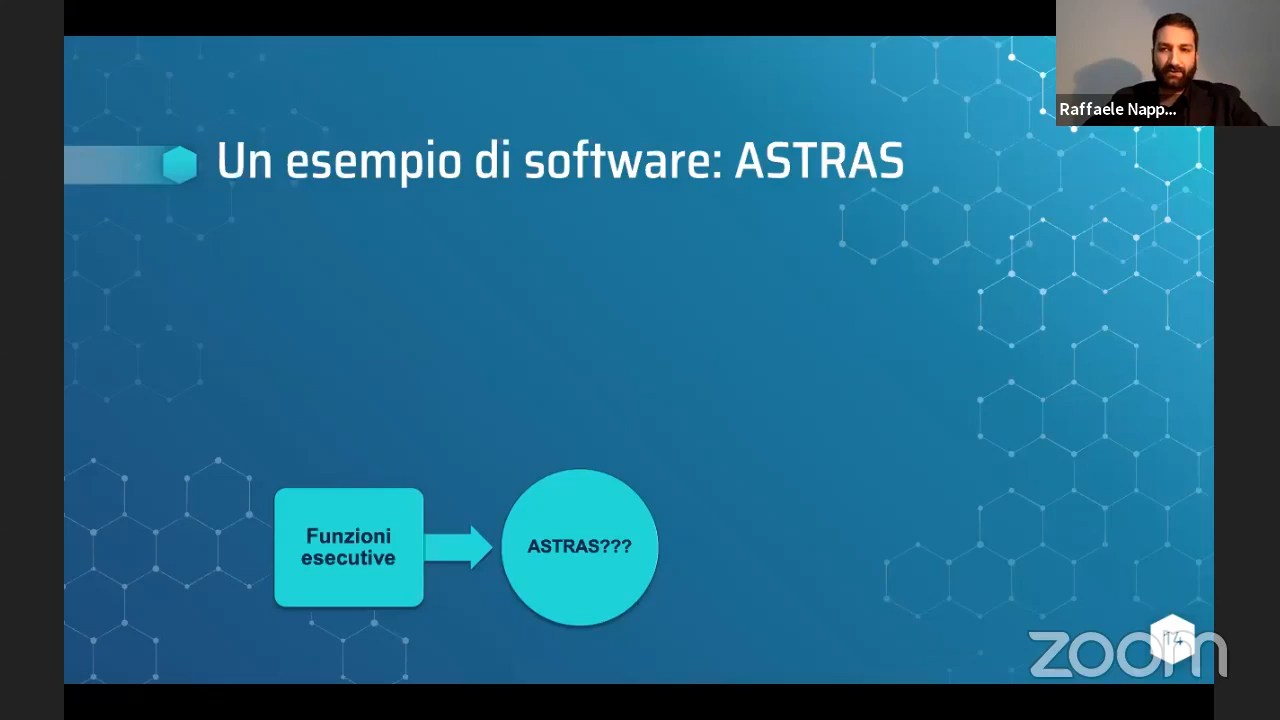 Raffaele Napp...
Un esempio di software: ASTRAS
Funzioni
esecutive
ASTRAS???
zoom